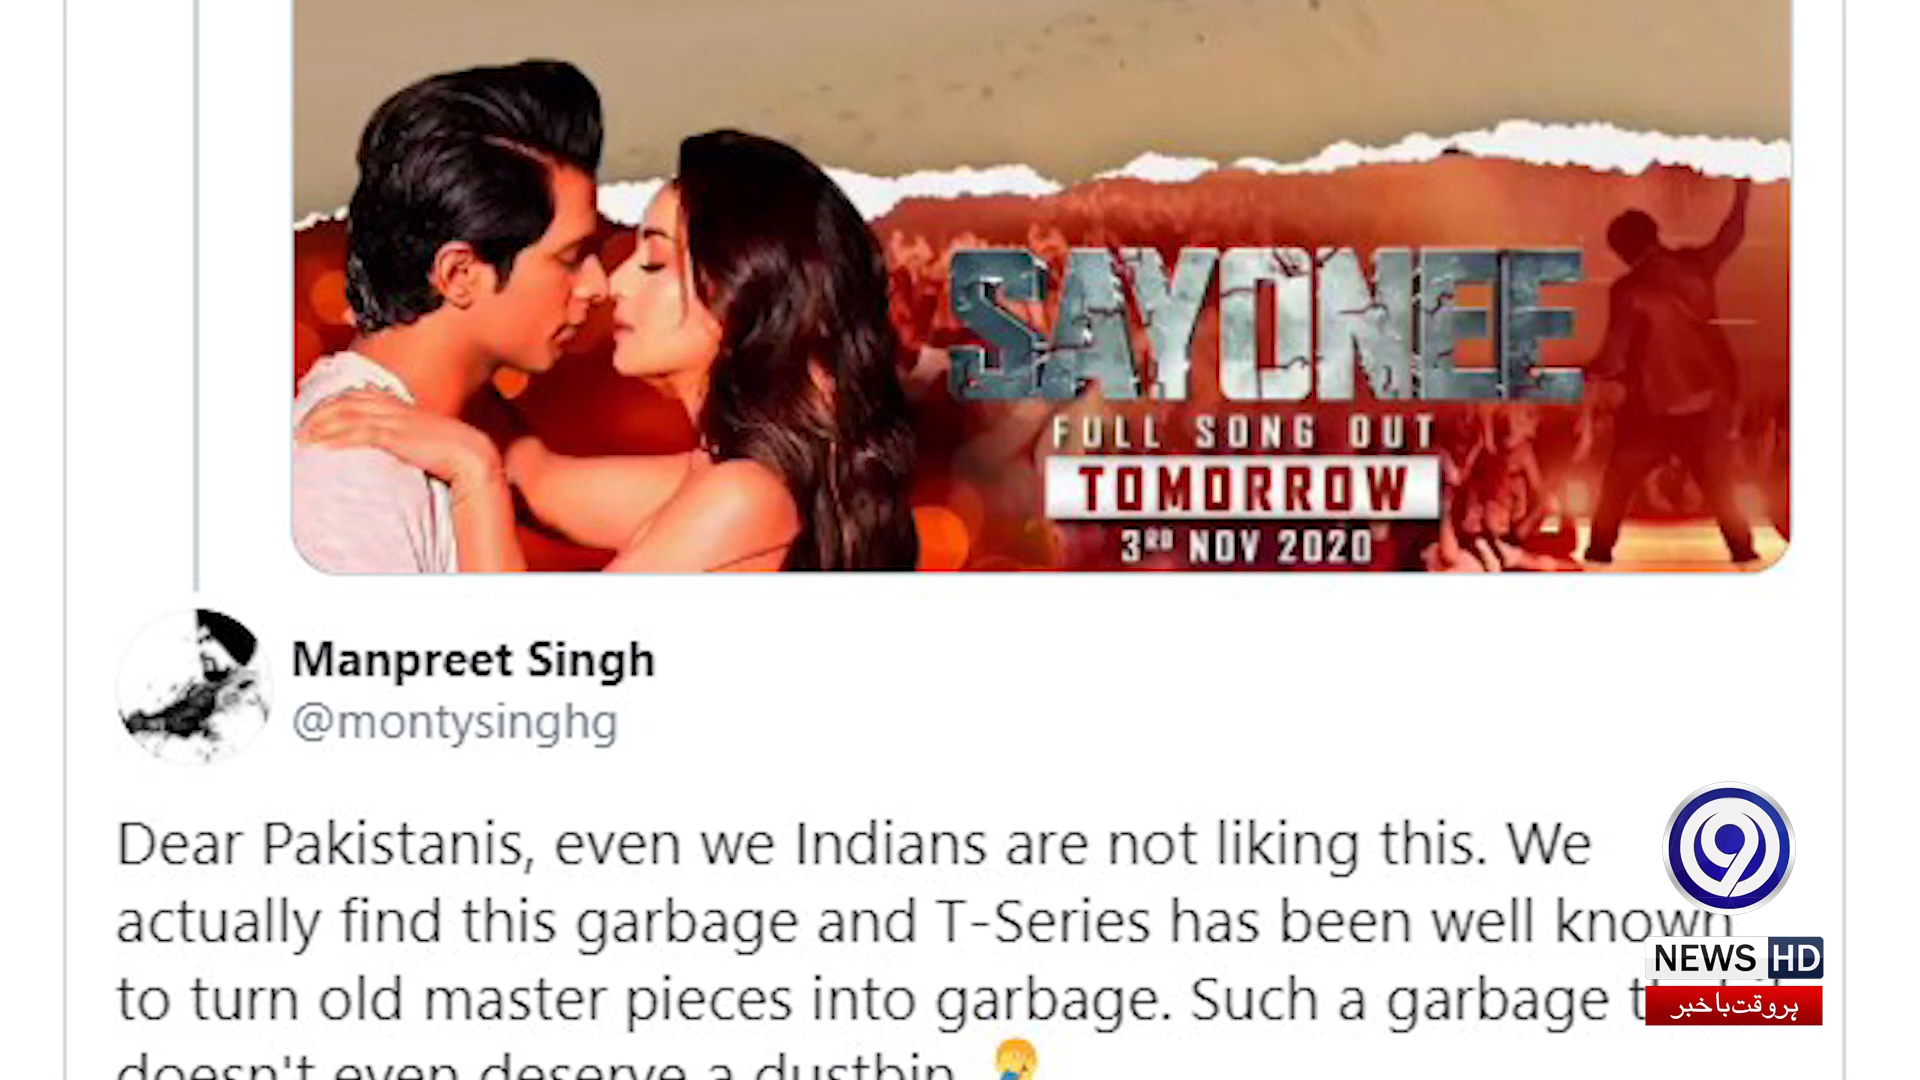 SAYONEE
FULL SONG OUT
TOMORROW
3RD NOV 2020
Manpreet Singh
@montysinghg
Dear Pakistanis, even we Indians are not liking this. We
actually find this garbage and T-Series has been well known
to turn old master pieces into garbage. Such a garbage
doesn't even deserve a dustbin
9
NEWS HD
ہر وقت با خبر